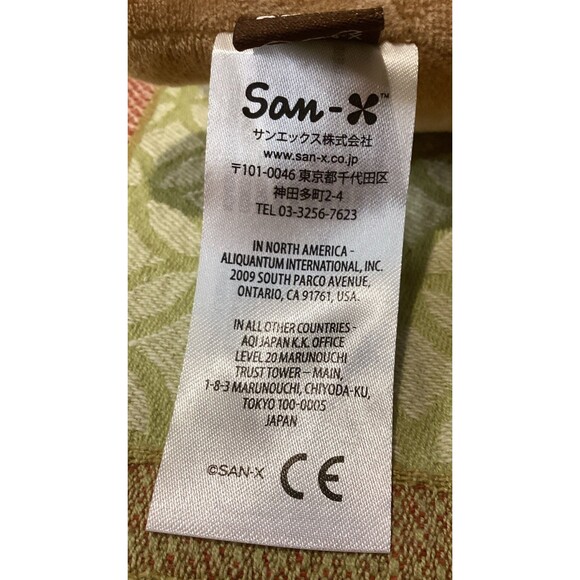 San-X™
サンエックス株式会社
www.san-x.co.jp
〒101-0046 東京都千代田区
神田多町2-4
TEL 03-3256-7623
IN NORTH AMERICA -
ALIQUANTUM INTERNATIONAL, INC.
2009 SOUTH PARCO AVENUE,
ONTARIO, CA 91761, USA.
IN ALL OTHER COUNTRIES -
AQI JAPAN K.K. OFFICE
LEVEL 20 MARUNOUCHI
TRUST TOWER – MAIN,
1-8-3 MARUNOUCHI, CHIYODA-KU,
TOKYO 100-0005
JAPAN
©SAN-X CE